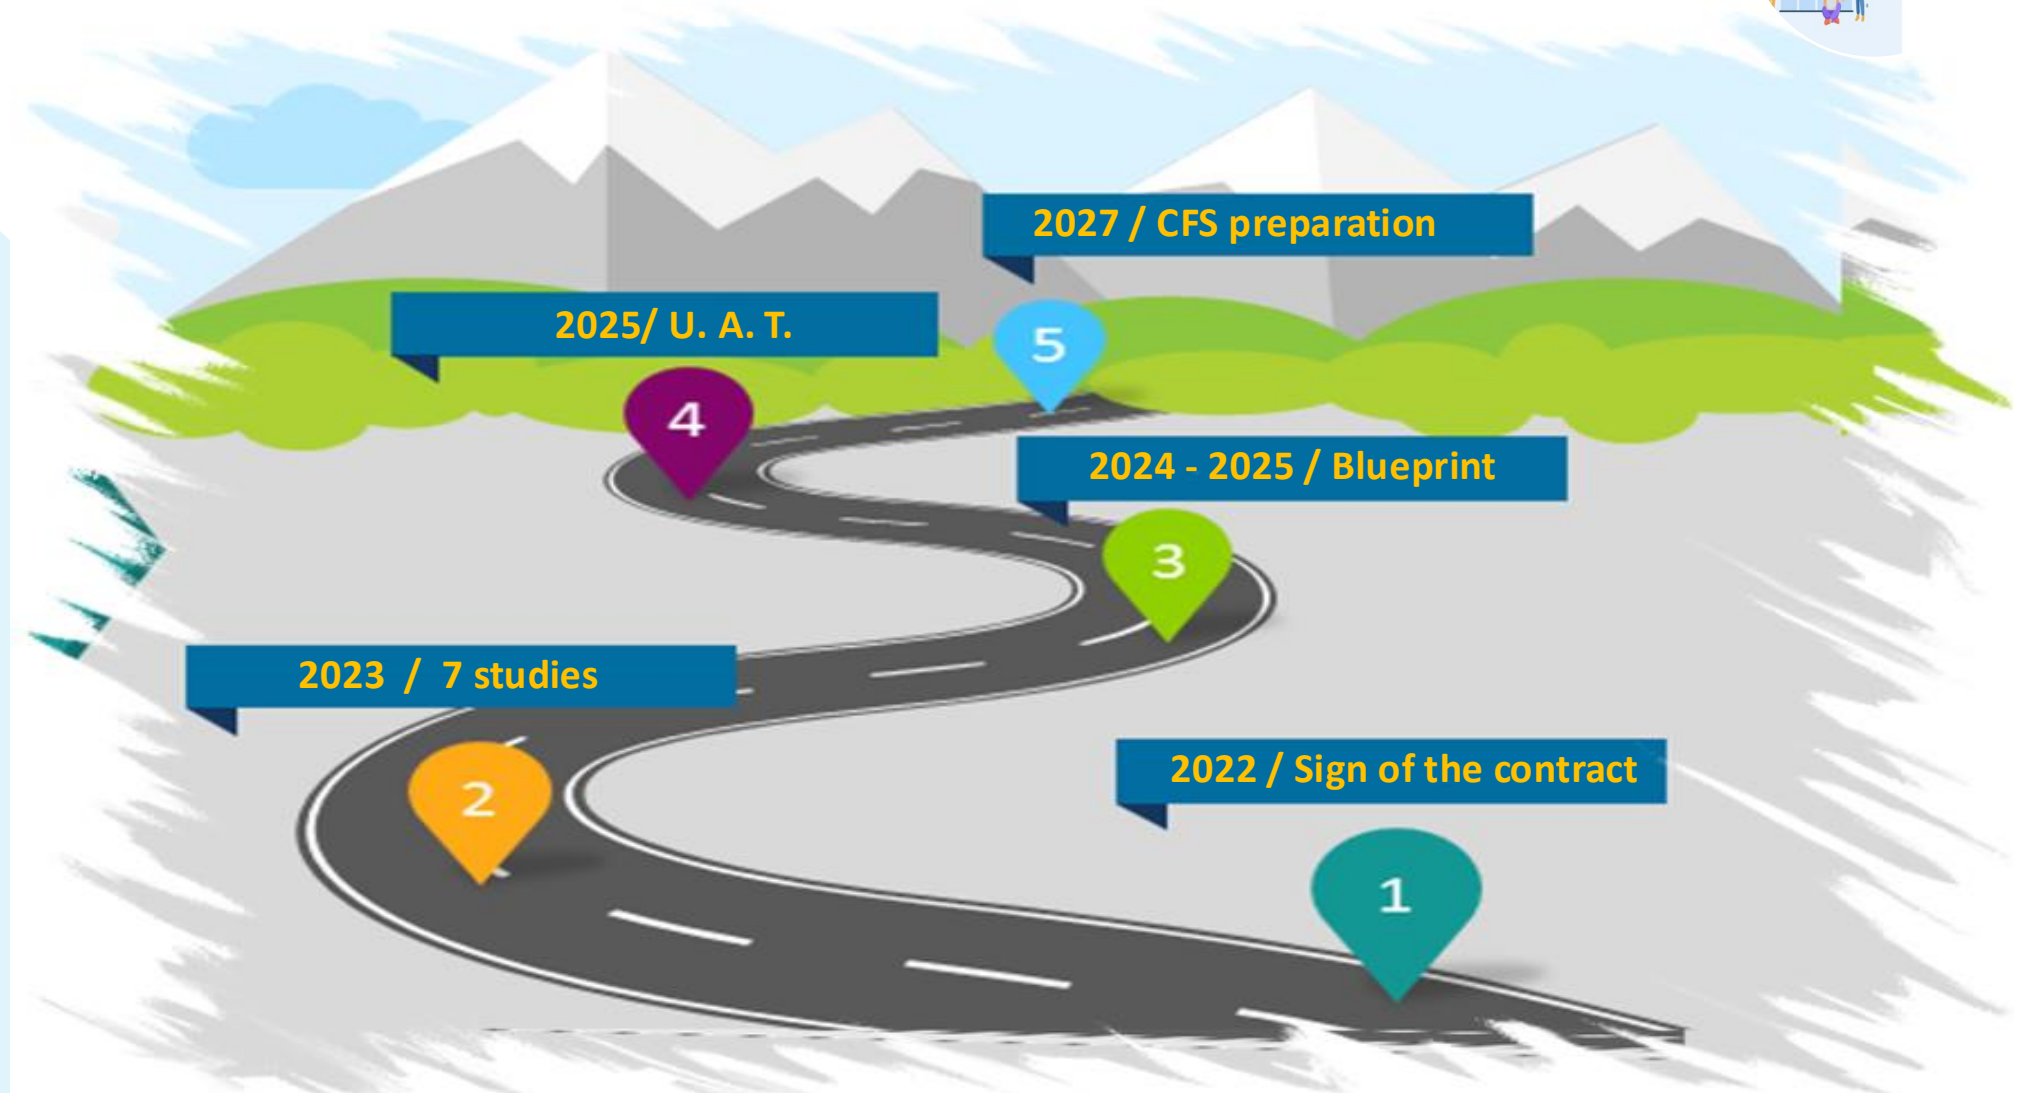 2027 / CFS preparation
2025/ U. A. T.
5
4
2024 - 2025 / Blueprint
3
2023 / 7 studies
2022 / Sign of the contract
2
1